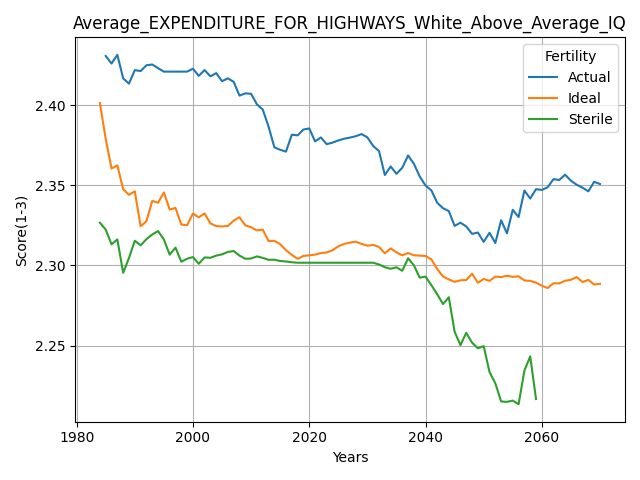 Average_EXPENDITURE_FOR_HIGHWAYS_White_Above_Average_IQ
Fertility
Actual
Ideal
Sterile
Score(1-3)
2.40
2.35
2.30
2.25
1980
2000
2020
2040
2060
Years